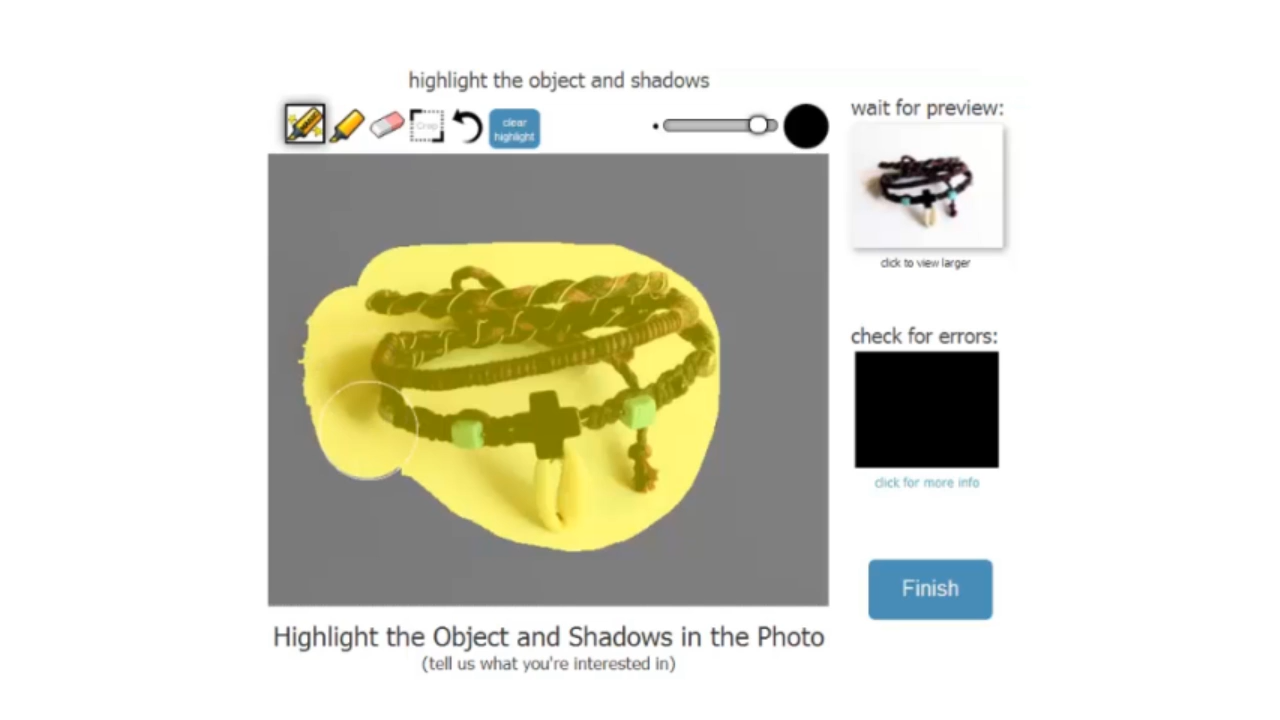 highlight the object and shadows
Crop
clear
highlight
wait for preview:
click to view larger
check for errors:
click for more info
Finish
Highlight the Object and Shadows in the Photo
(tell us what you're interested in)